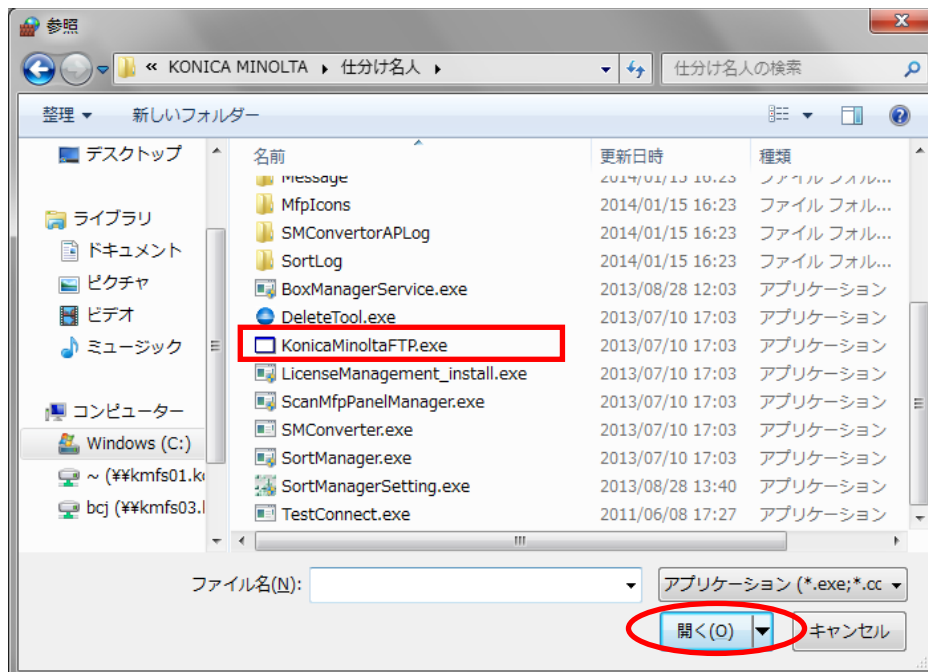 参照
« KONICA MINOLTA ▸ 仕分け名人 ▸
仕分け名人の検索
整理 ▼ 新しいフォルダー
デスクトップ
ライブラリ
ドキュメント
ピクチャ
ビデオ
ミュージック
コンピューター
Windows (C:)
~ (¥¥kmfs01.k
bcj (¥¥kmfs03.
名前 更新日時 種類
Message 2014/01/15 16:23 ファイル フォル...
MfpIcons 2014/01/15 16:23 ファイル フォル...
SMConvertorAPLog 2014/01/15 16:23 ファイル フォル...
SortLog 2014/01/15 16:23 ファイル フォル...
BoxManagerService.exe 2013/08/28 12:03 アプリケーション
DeleteTool.exe 2013/07/10 17:03 アプリケーション
KonicaMinoltaFTP.exe 2013/07/10 17:03 アプリケーション
LicenseManagement_install.exe 2013/07/10 17:03 アプリケーション
ScanMfpPanelManager.exe 2013/07/10 17:03 アプリケーション
SMConverter.exe 2013/07/10 17:03 アプリケーション
SortManager.exe 2013/07/10 17:03 アプリケーション
SortManagerSetting.exe 2013/08/28 13:40 アプリケーション
TestConnect.exe 2011/06/08 17:27 アプリケーション
ファイル名(N): アプリケーション (*.exe;*.cc
開く(O) キャンセル